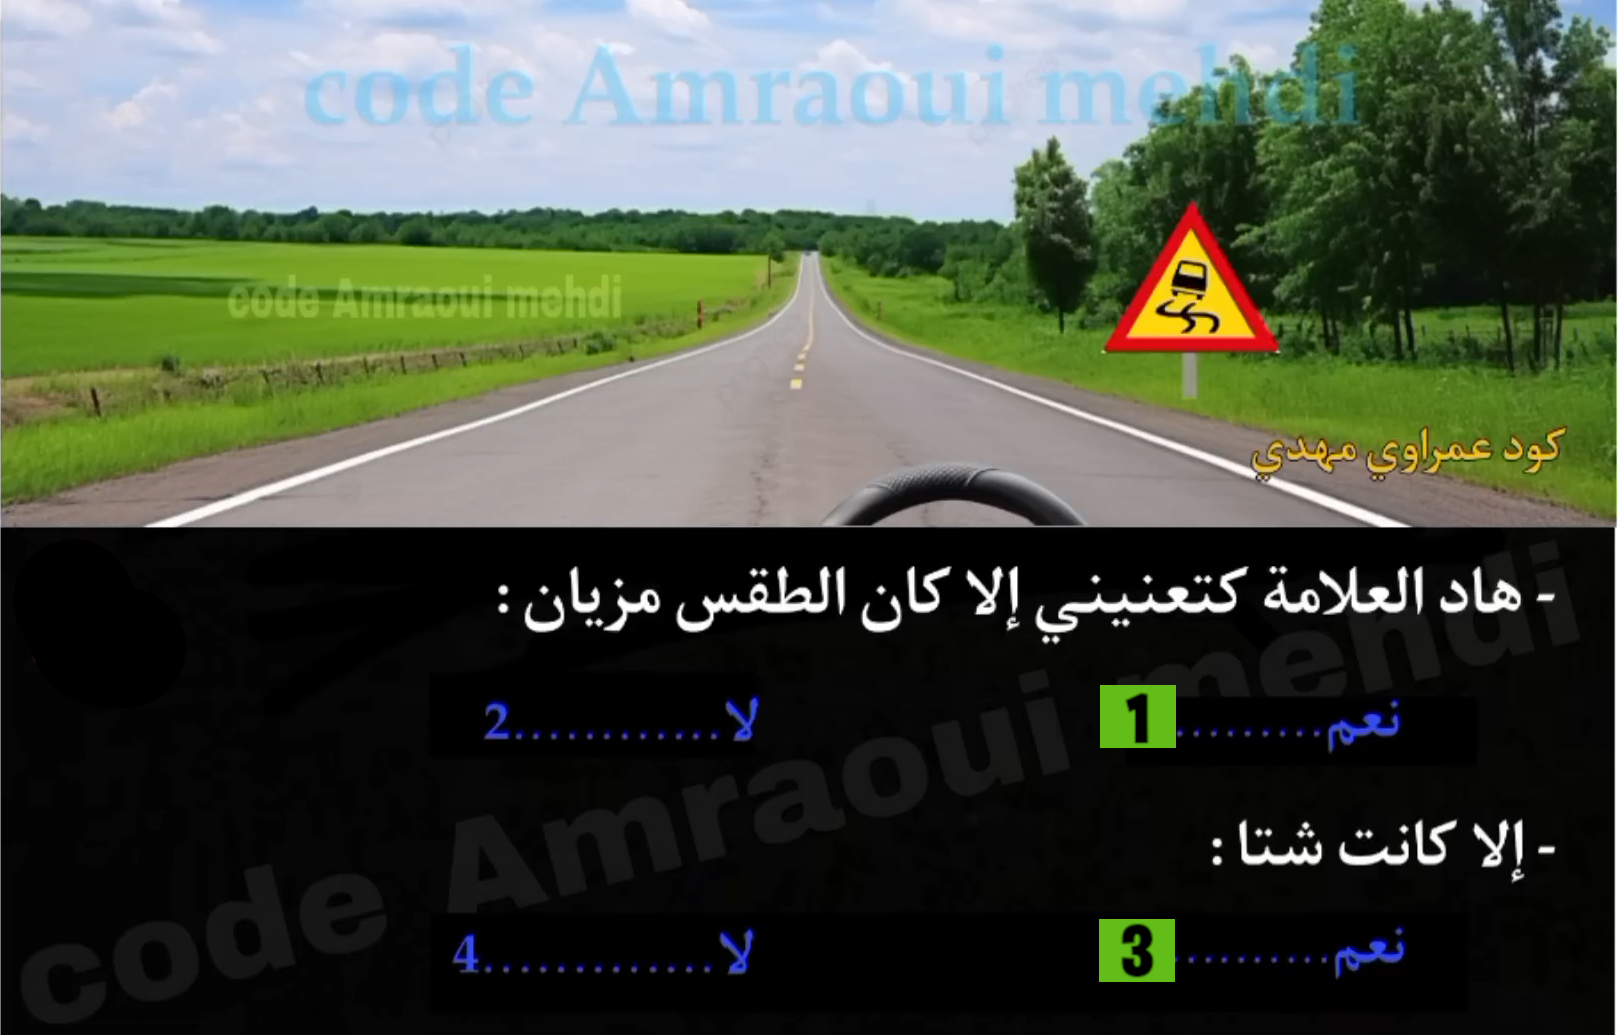 code Amraoui mehdi
code Amraoui mehdi
كود عمراوي مهدي
- هاد العلامة كتعنيني إلا كان الطقس مزيان :
نعم.........1 لا............2
- إلا كانت شتا :
نعم..........3 لا.............4
code Amraoui mehdi